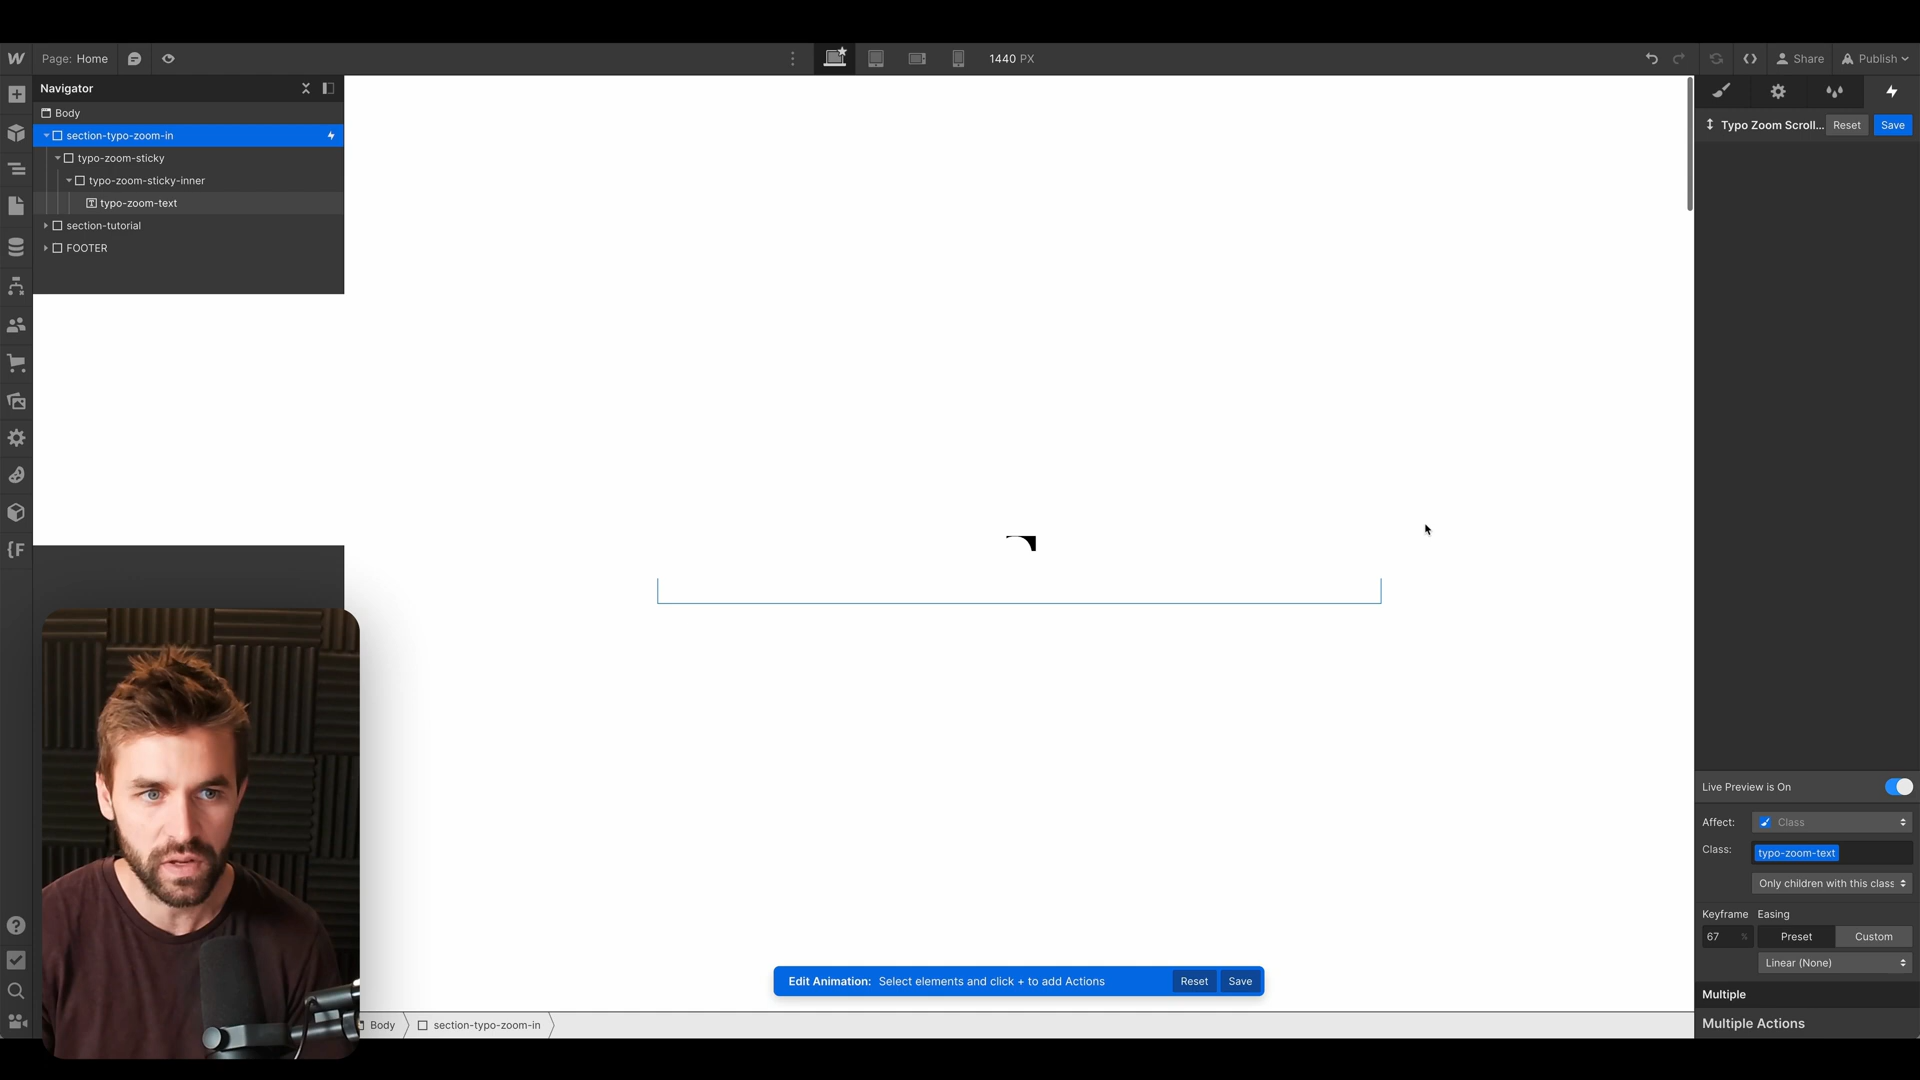 Page: Home
1440 PX
Share
Publish
Navigator
Body
section-typo-zoom-in
typo-zoom-sticky
typo-zoom-sticky-inner
typo-zoom-text
section-tutorial
FOOTER
Typo Zoom Scroll...
Reset
Save
Live Preview is On
Affect:
Class
Class:
typo-zoom-text
Only children with this class
Keyframe
Easing
67 %
Preset
Custom
Linear (None)
Multiple
Multiple Actions
Edit Animation: Select elements and click + to add Actions
Reset
Save
Body
section-typo-zoom-in